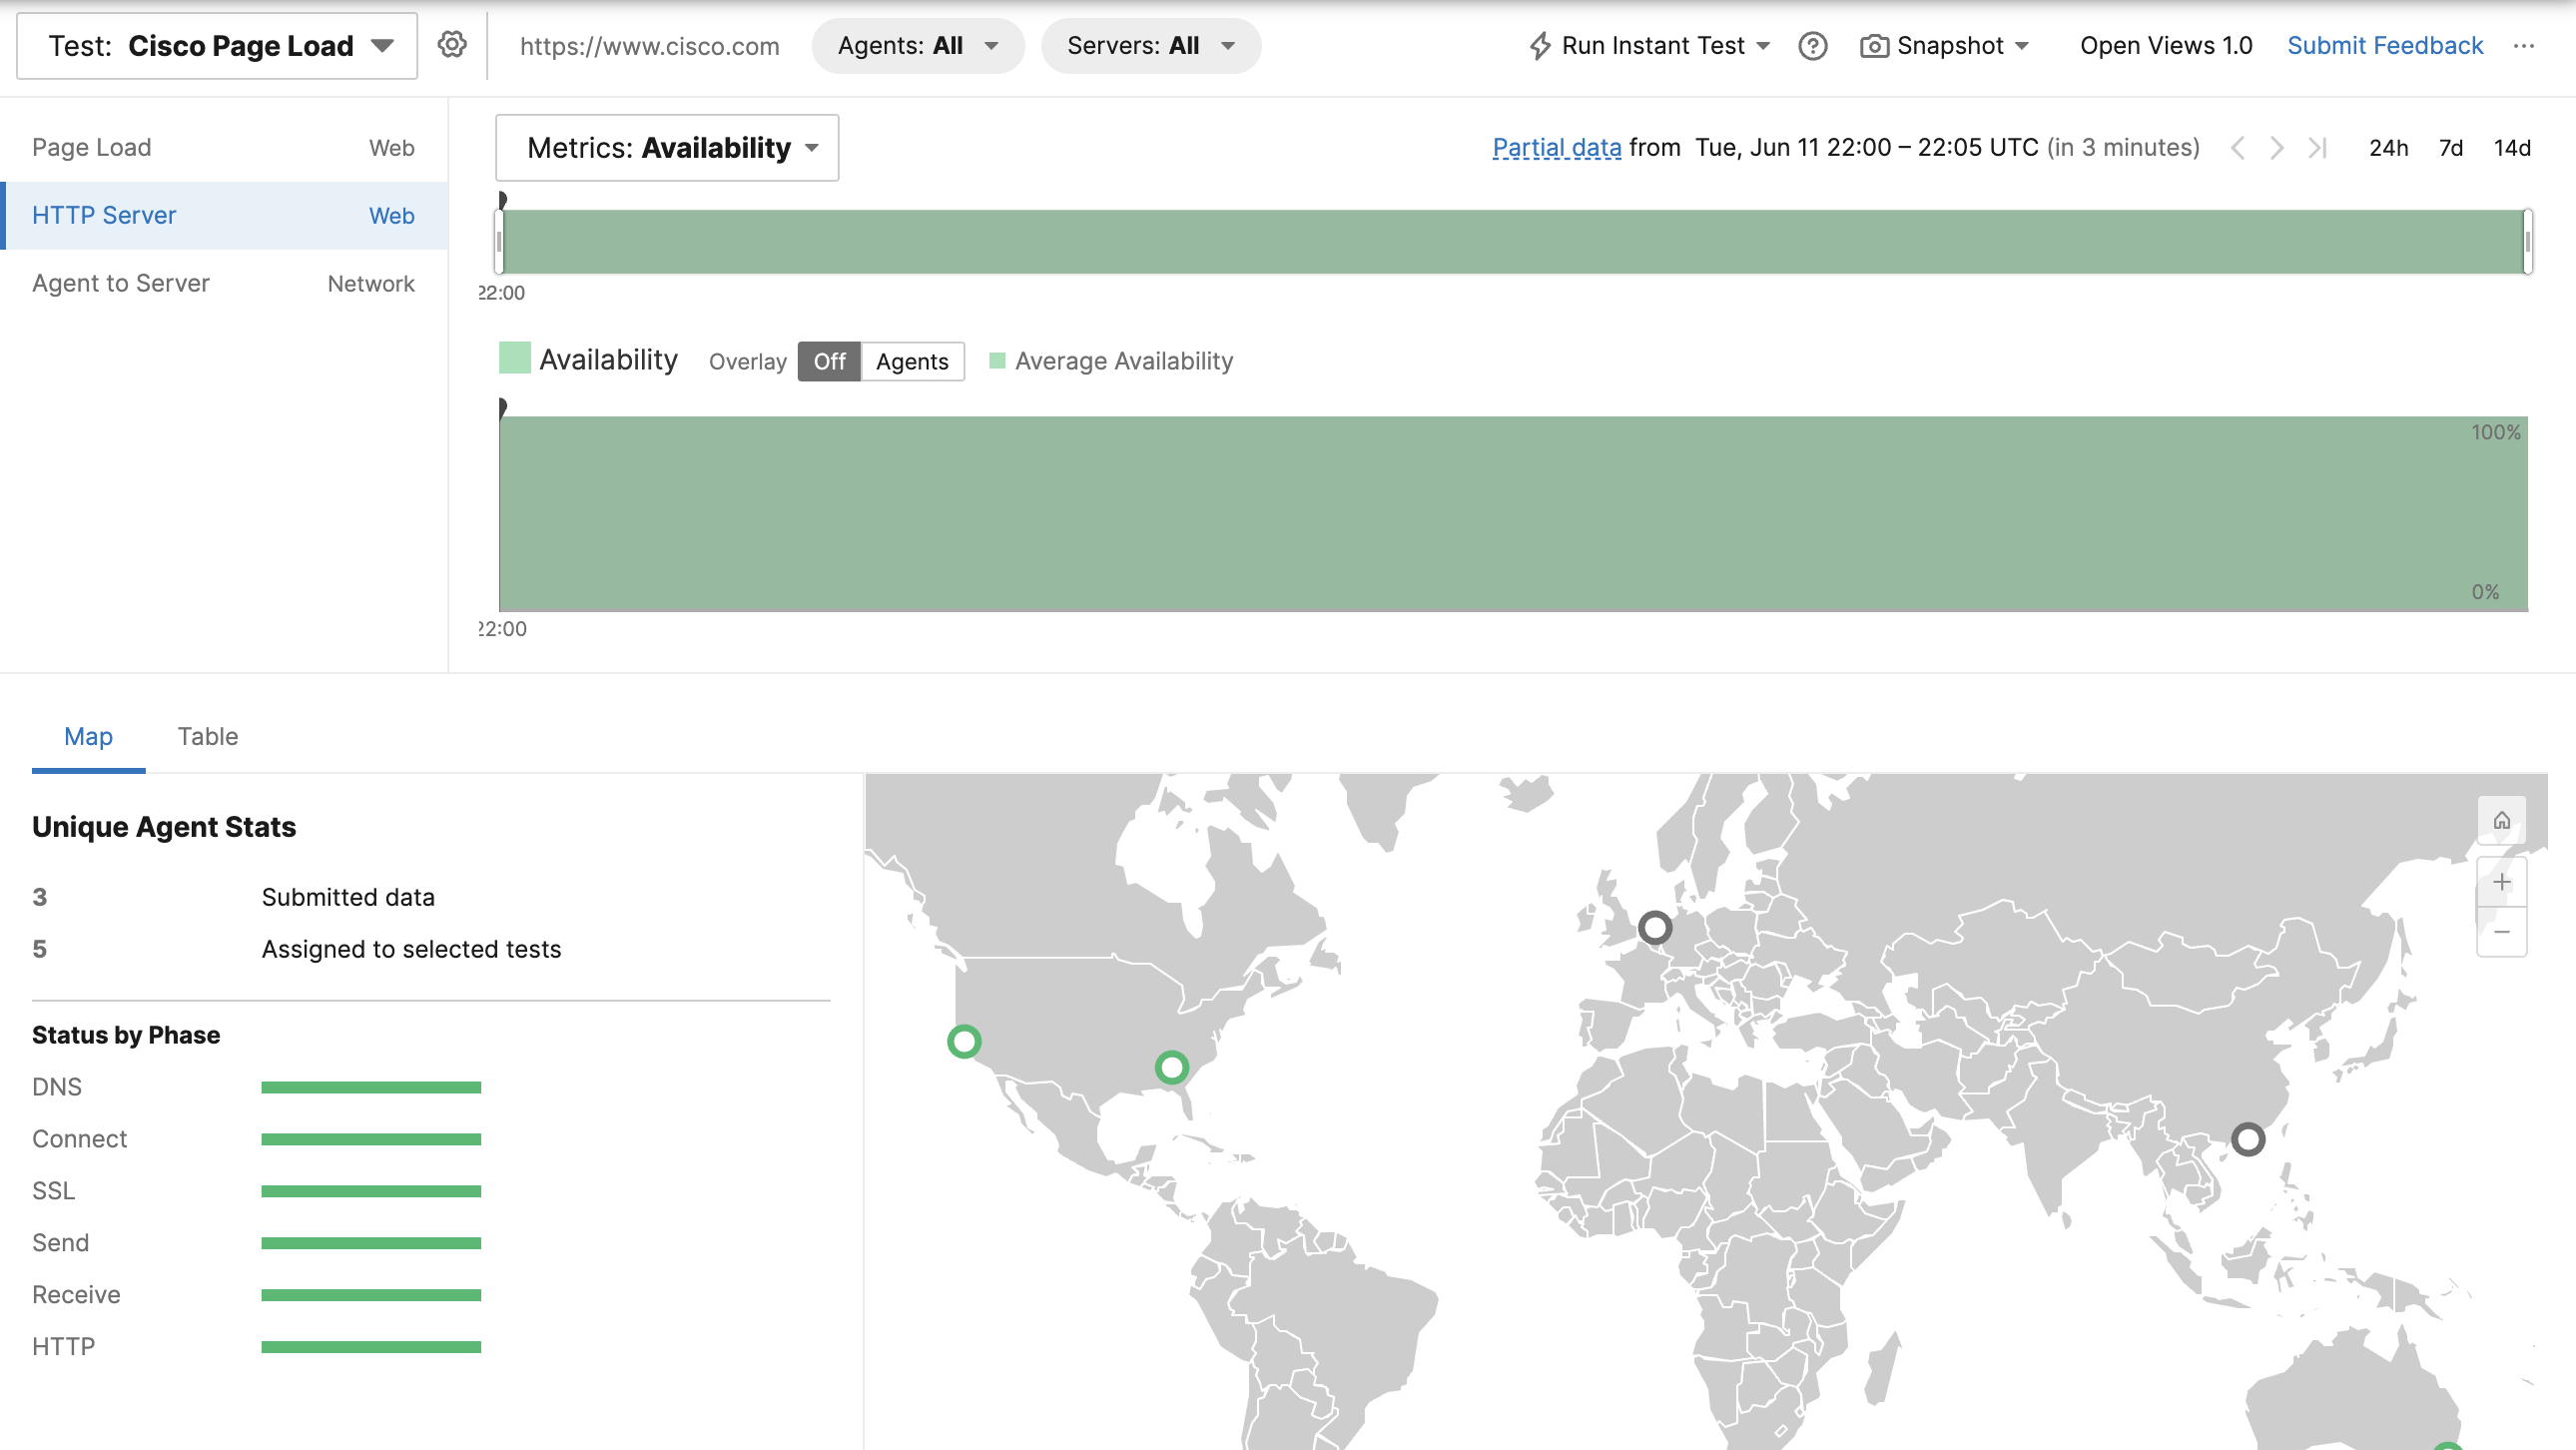 Test: Cisco Page Load
https://www.cisco.com
Agents: All
Servers: All
Run Instant Test
Snapshot
Open Views 1.0
Submit Feedback
Page Load Web
HTTP Server Web
Agent to Server Network
Metrics: Availability
Partial data from Tue, Jun 11 22:00 – 22:05 UTC (in 3 minutes)
24h 7d 14d
22:00
Availability Overlay Off Agents Average Availability
100%
0%
22:00
Map Table
Unique Agent Stats
3 Submitted data
5 Assigned to selected tests
Status by Phase
DNS
Connect
SSL
Send
Receive
HTTP